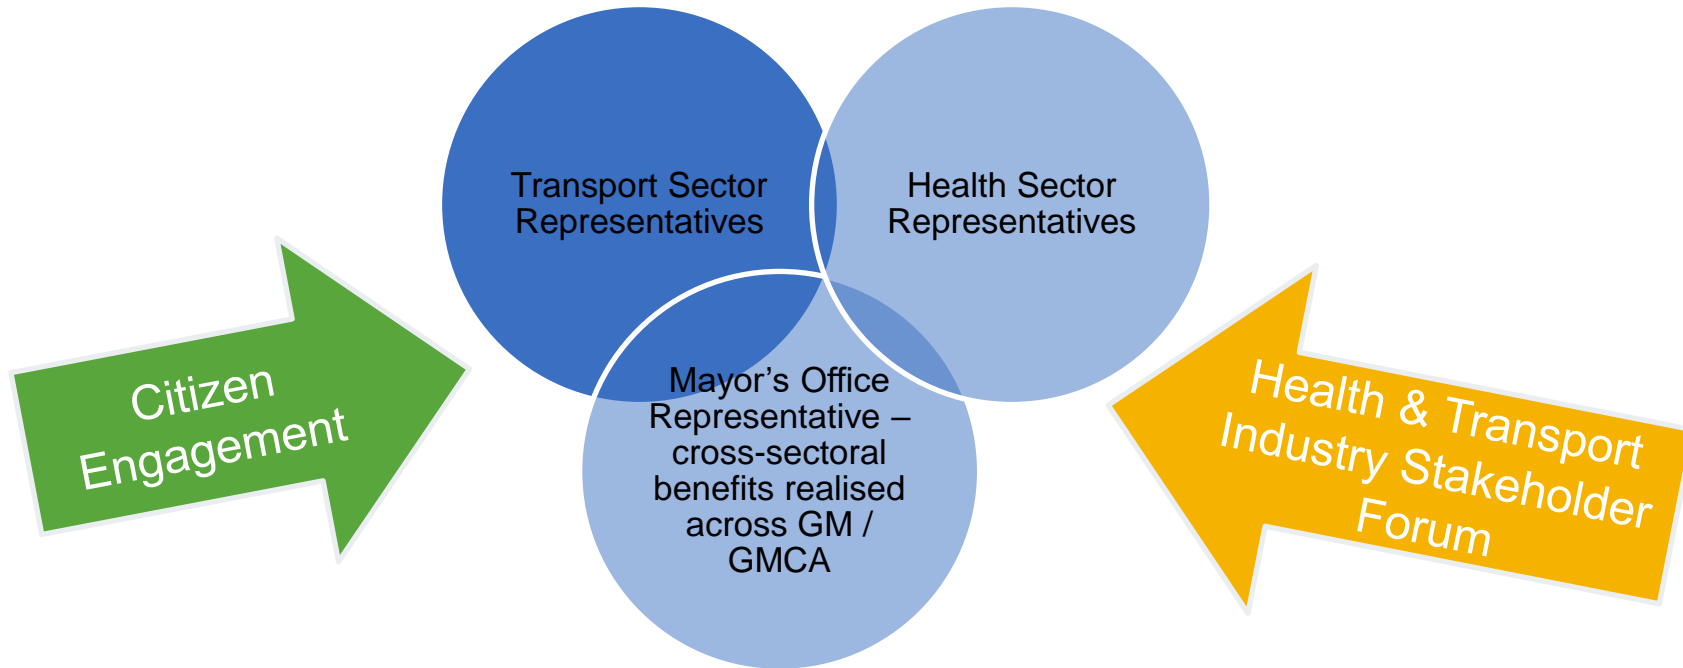 Transport Sector
Representatives
Health Sector
Representatives
Mayor’s Office
Representative –
cross-sectoral
benefits realised
across GM /
GMCA
Citizen
Engagement
Health & Transport
Industry Stakeholder
Forum